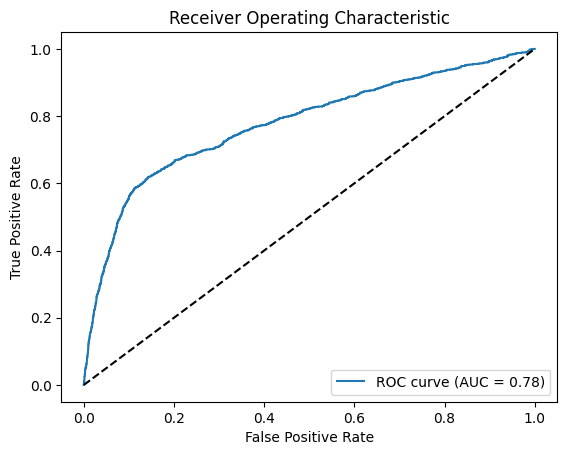 Receiver Operating Characteristic
1.0
0.8
0.6
0.4
0.2
0.0
True Positive Rate
ROC curve (AUC = 0.78)
0.0 0.2 0.4 0.6 0.8 1.0
False Positive Rate